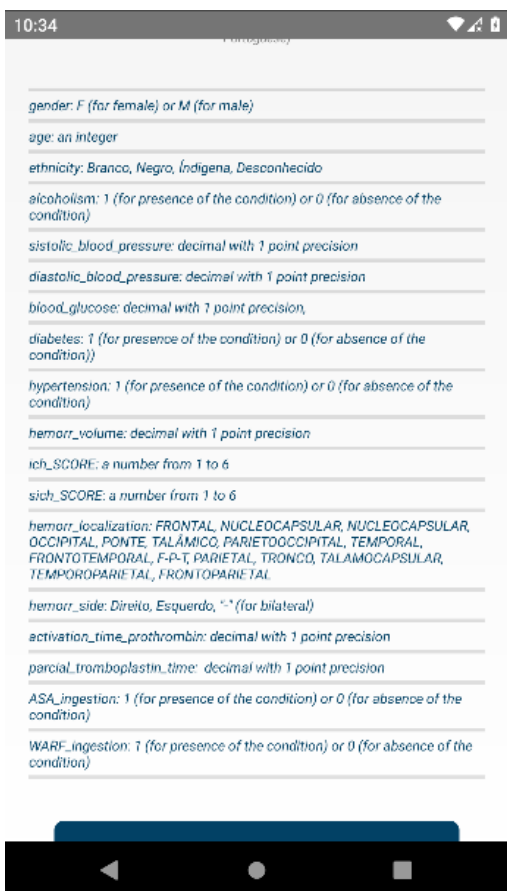 10:34
Portuguese)
gender: F (for female) or M (for male)
age: an integer
ethnicity: Branco, Negro, Índigena, Desconhecido
alcoholism: 1 (for presence of the condition) or 0 (for absence of the
condition)
sistolic_blood_pressure: decimal with 1 point precision
diastolic_blood_pressure: decimal with 1 point precision
blood_glucose: decimal with 1 point precision,
diabetes: 1 (for presence of the condition) or 0 (for absence of the
condition))
hypertension: 1 (for presence of the condition) or 0 (for absence of the
condition)
hemorr_volume: decimal with 1 point precision
ich_SCORE: a number from 1 to 6
sich_SCORE: a number from 1 to 6
hemorr_localization: FRONTAL, NUCLEOCAPSULAR, NUCLEOCAPSULAR,
OCCIPITAL, PONTE, TALÂMICO, PARIETOOCCIPITAL, TEMPORAL,
FRONTOTEMPORAL, F-P-T, PARIETAL, TRONCO, TALAMOCAPSULAR,
TEMPOROPARIETAL, FRONTOPARIETAL
hemorr_side: Direito, Esquerdo, "-" (for bilateral)
activation_time_prothrombin: decimal with 1 point precision
parcial_tromboplastin_time: decimal with 1 point precision
ASA_ingestion: 1 (for presence of the condition) or 0 (for absence of the
condition)
WARF_ingestion: 1 (for presence of the condition) or 0 (for absence of the
condition)